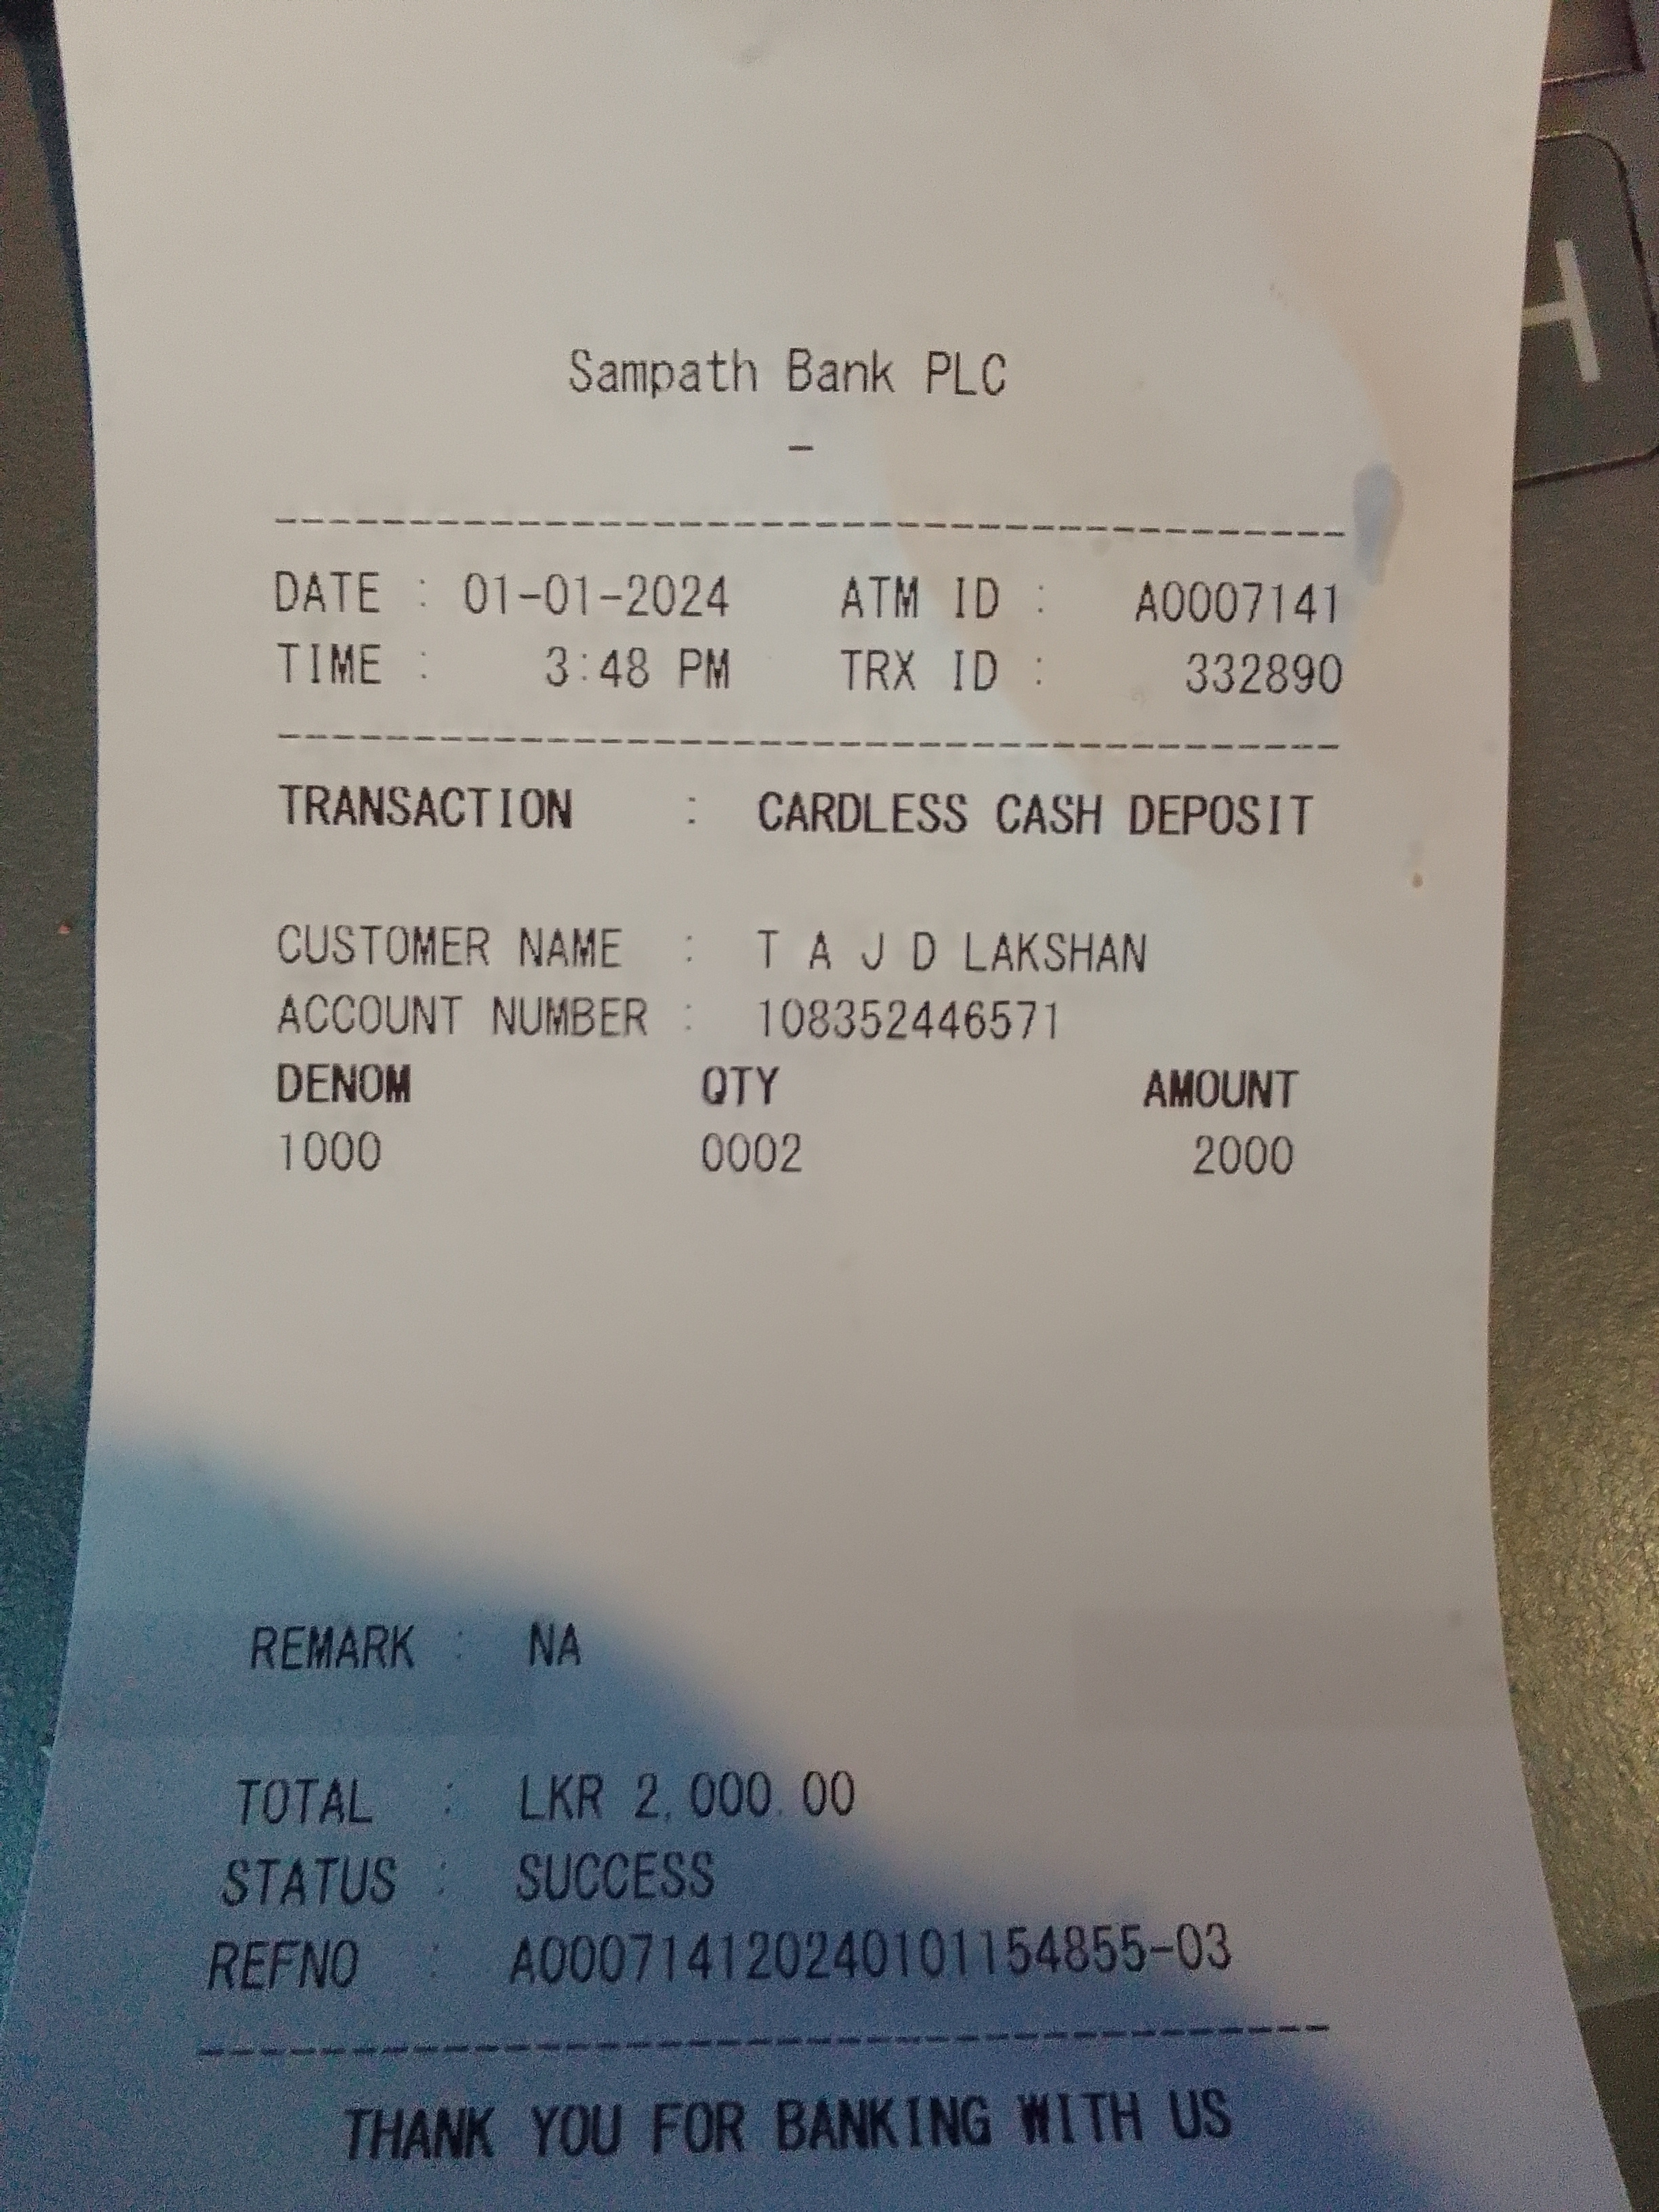 Sampath Bank PLC
-
----------------------------------------
DATE : 01-01-2024 ATM ID : A0007141
TIME : 3:48 PM TRX ID : 332890
----------------------------------------
TRANSACTION : CARDLESS CASH DEPOSIT
CUSTOMER NAME : T A J D LAKSHAN
ACCOUNT NUMBER : 108352446571
DENOM QTY AMOUNT
1000 0002 2000
REMARK : NA
TOTAL : LKR 2,000.00
STATUS : SUCCESS
REFNO : A000714120240101154855-03
----------------------------------------
THANK YOU FOR BANKING WITH US